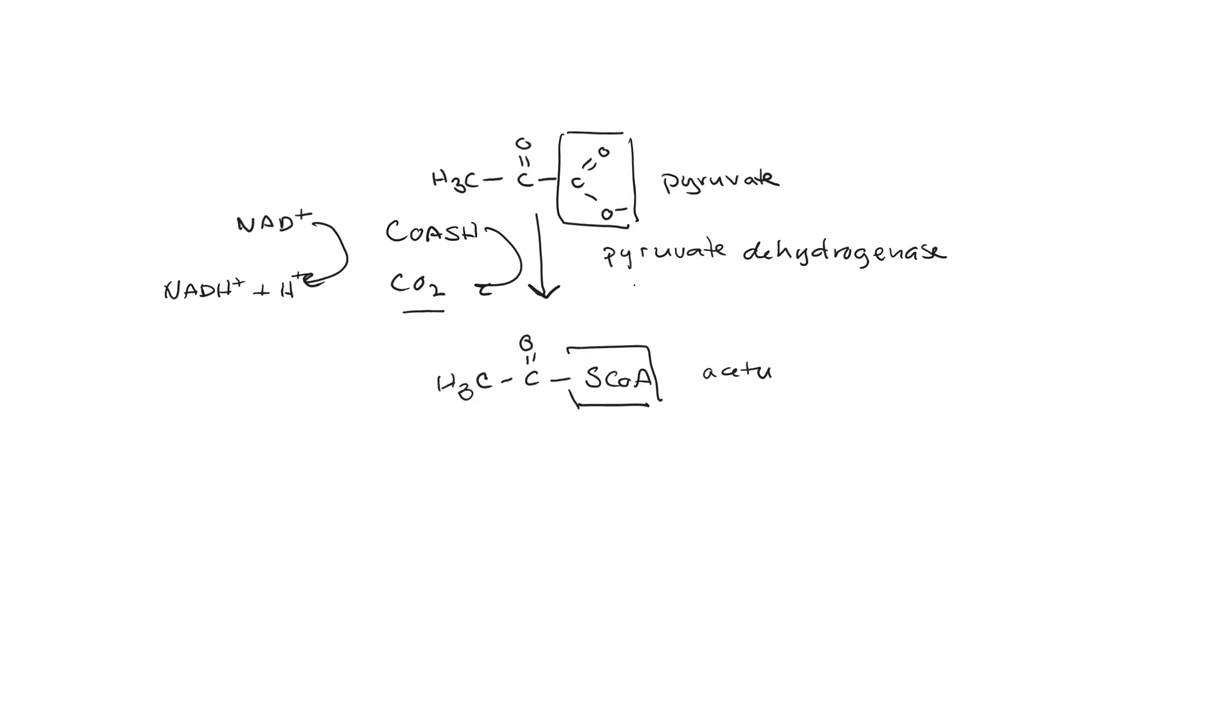 O
||
H3C – C – C = O
O–
pyruvate
NAD+
CoASH
pyruvate dehydrogenase
NADH+ + H+
CO2
O
||
H3C – C – SCoA
acetu